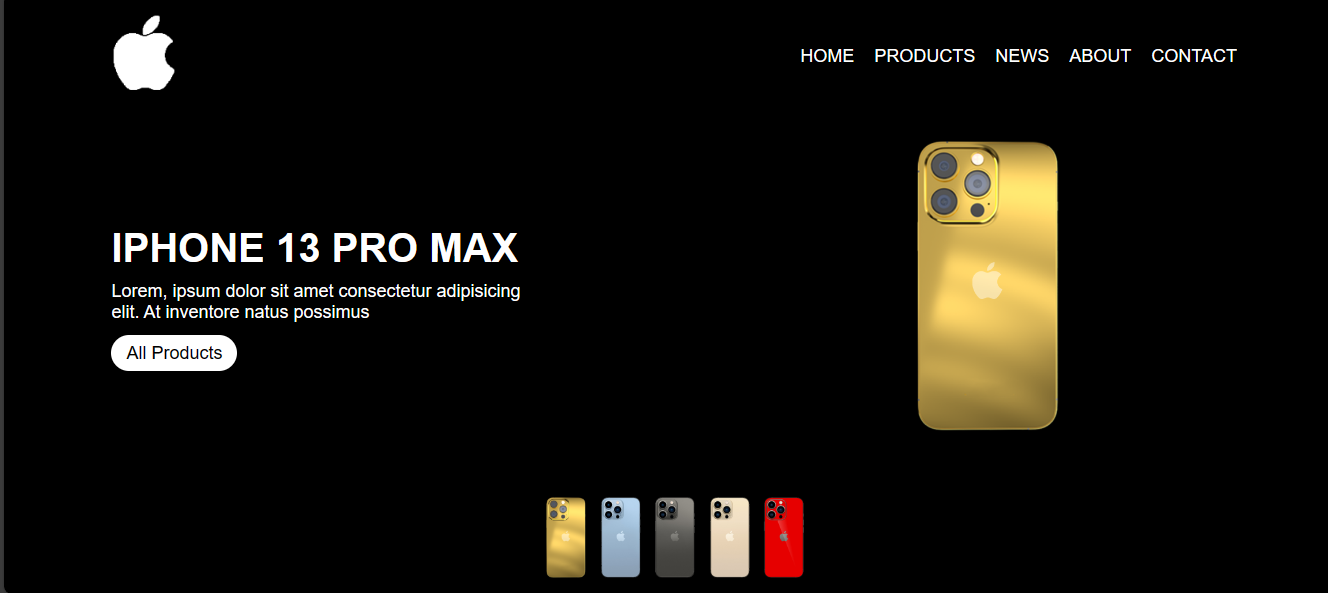 HOME PRODUCTS NEWS ABOUT CONTACT
IPHONE 13 PRO MAX
Lorem, ipsum dolor sit amet consectetur adipisicing
elit. At inventore natus possimus
All Products